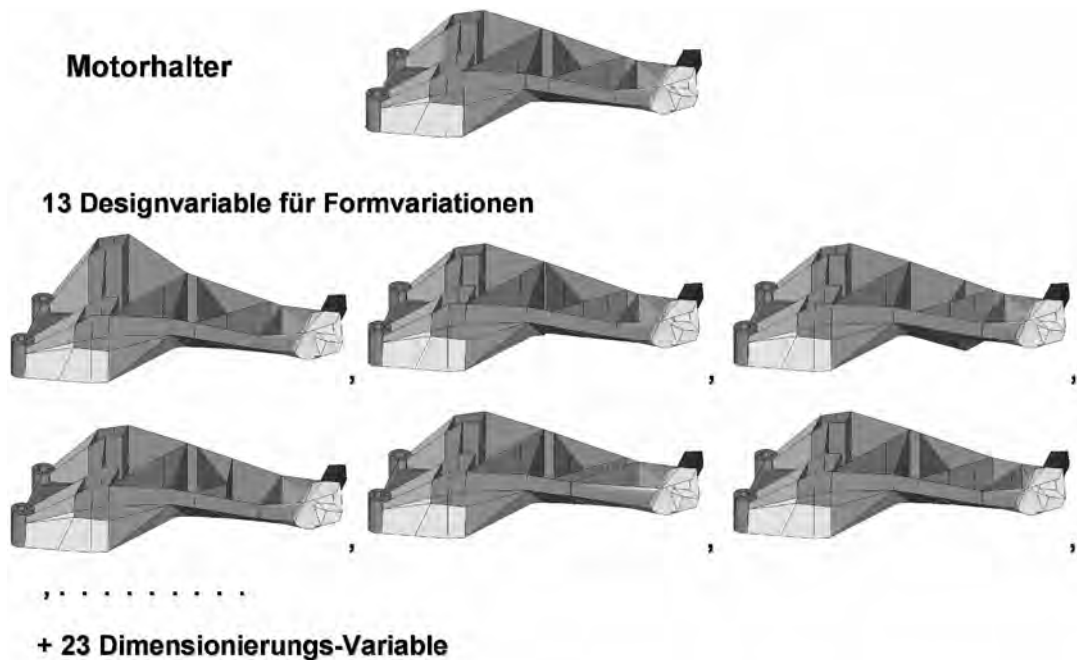 Motorhalter
13 Designvariable für Formvariationen
, , ,
, , ,
, . . . . . . . . .
+ 23 Dimensionierungs-Variable